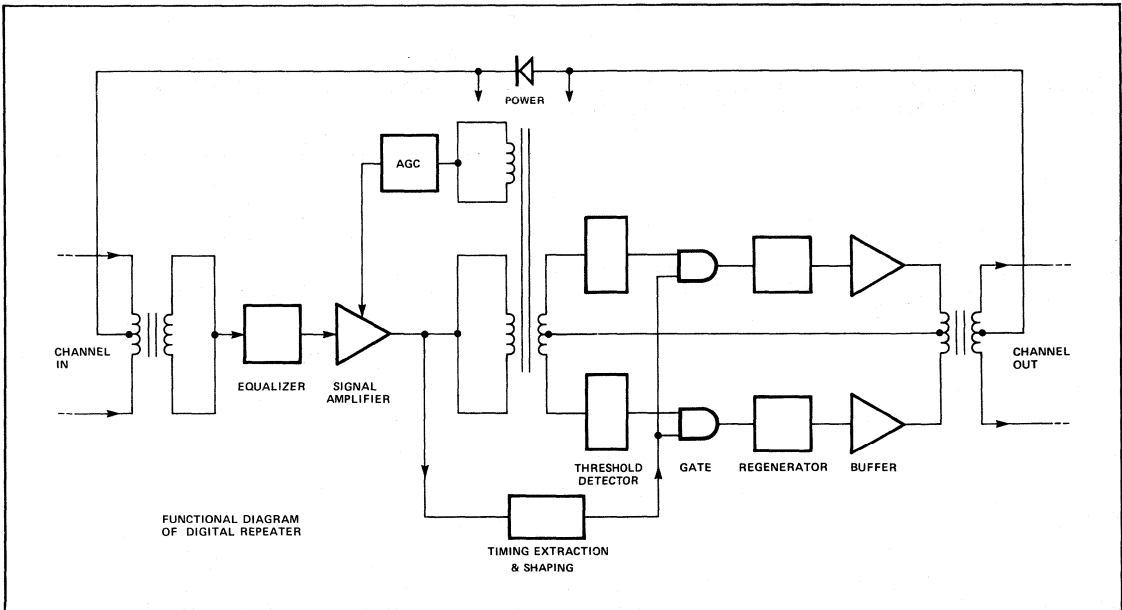 POWER
AGC
CHANNEL
IN
EQUALIZER
SIGNAL
AMPLIFIER
CHANNEL
OUT
THRESHOLD
DETECTOR
GATE
REGENERATOR
BUFFER
FUNCTIONAL DIAGRAM
OF DIGITAL REPEATER
TIMING EXTRACTION
& SHAPING